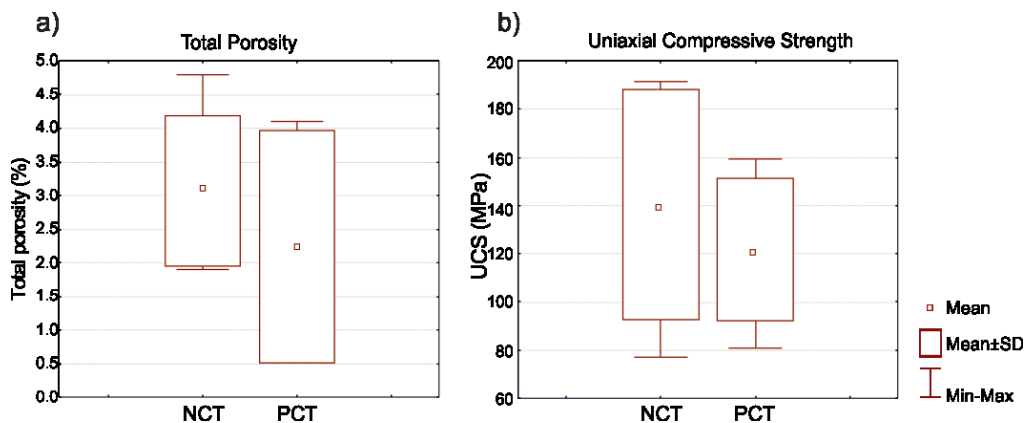 a)
Total Porosity
Total porosity (%)
5.0
4.5
4.0
3.5
3.0
2.5
2.0
1.5
1.0
0.5
0.0
NCT PCT
b)
Uniaxial Compressive Strength
UCS (MPa)
200
180
160
140
120
100
80
60
NCT PCT
Mean
Mean±SD
Min-Max